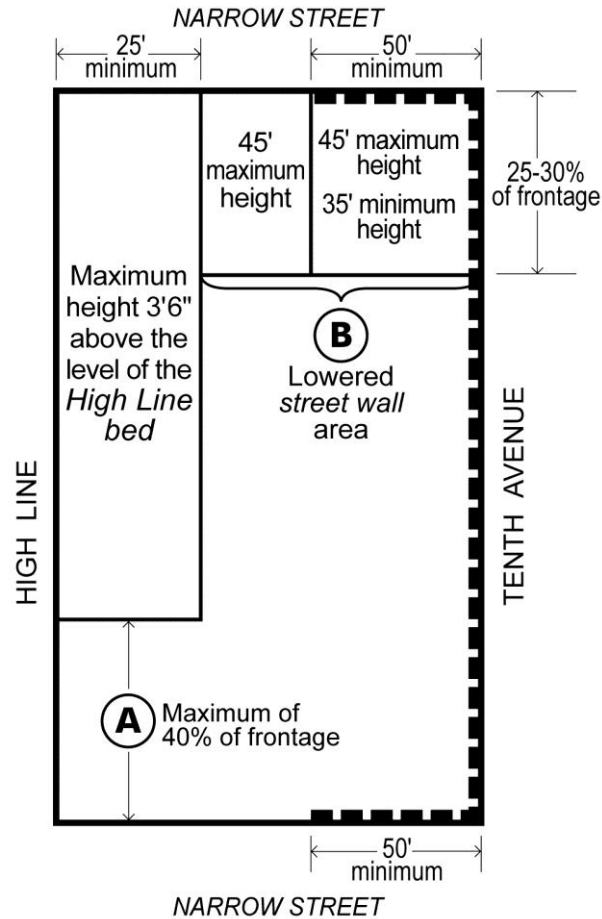 NARROW STREET
25'
minimum
50'
minimum
45'
maximum
height
45' maximum
height
35' minimum
height
25-30%
of frontage
Maximum
height 3'6"
above the
level of the
High Line
bed
B
Lowered
street wall
area
HIGH LINE
TENTH AVENUE
A
Maximum of
40% of frontage
50'
minimum
NARROW STREET